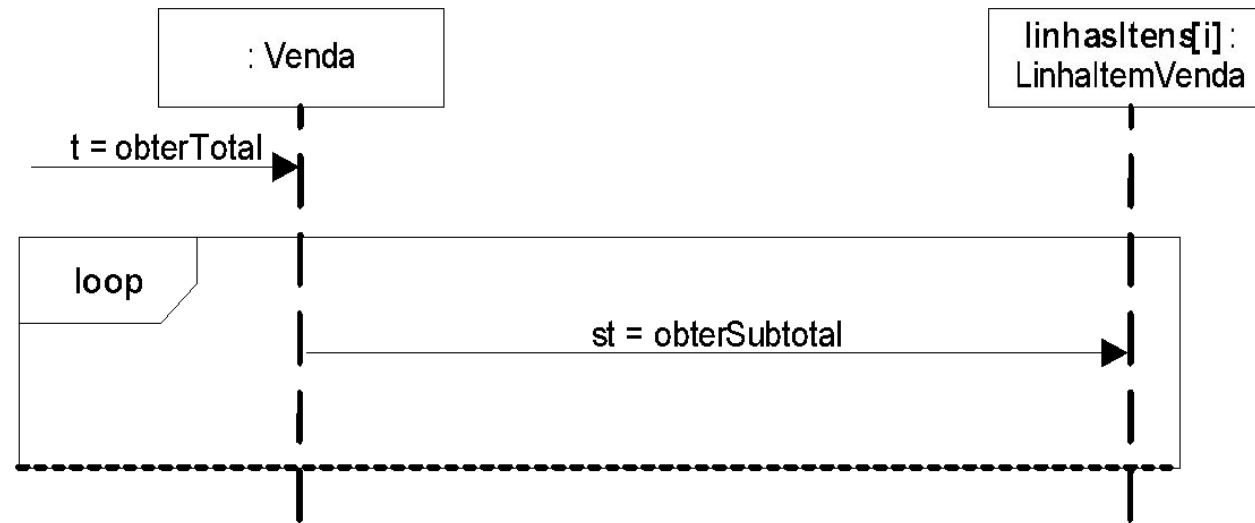 : Venda
linhasItens[i] :
LinhaItemVenda
t = obterTotal
loop
st = obterSubtotal